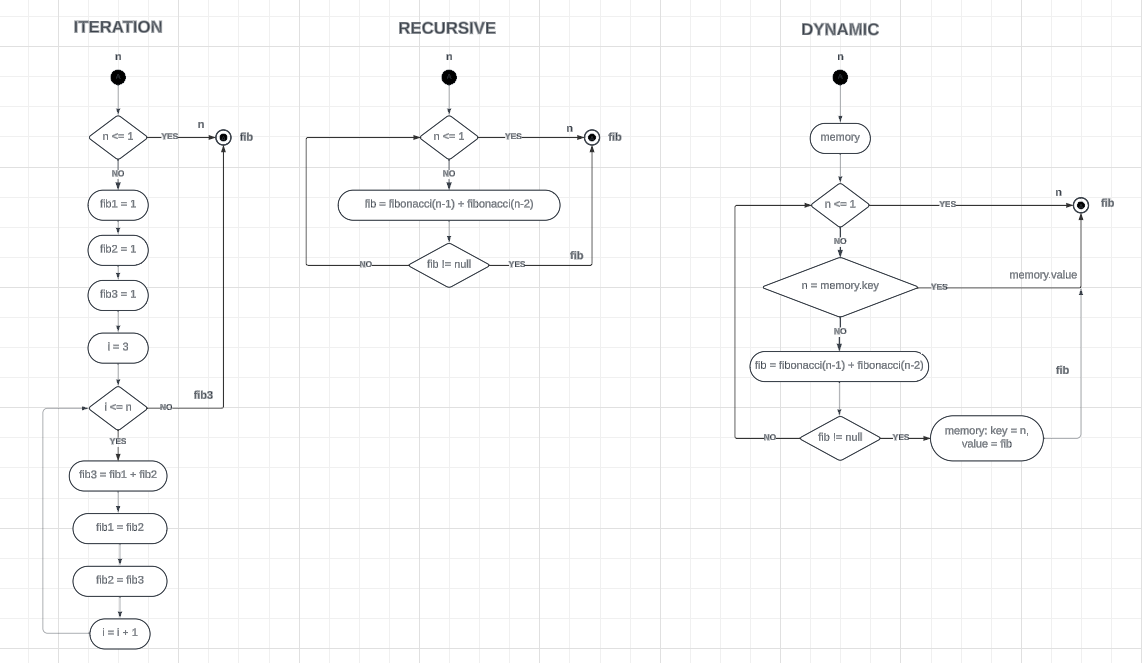 ITERATION
n
n <= 1
YES
n
fib
NO
fib1 = 1
fib2 = 1
fib3 = 1
i = 3
i <= n
NO
fib3
YES
fib3 = fib1 + fib2
fib1 = fib2
fib2 = fib3
i = i + 1
RECURSIVE
n
n <= 1
YES
n
fib
NO
fib = fibonacci(n-1) + fibonacci(n-2)
fib != null
NO
YES
fib
DYNAMIC
n
memory
n <= 1
YES
n
fib
NO
n = memory.key
YES
memory.value
NO
fib = fibonacci(n-1) + fibonacci(n-2)
fib
fib != null
NO
YES
memory: key = n,
value = fib